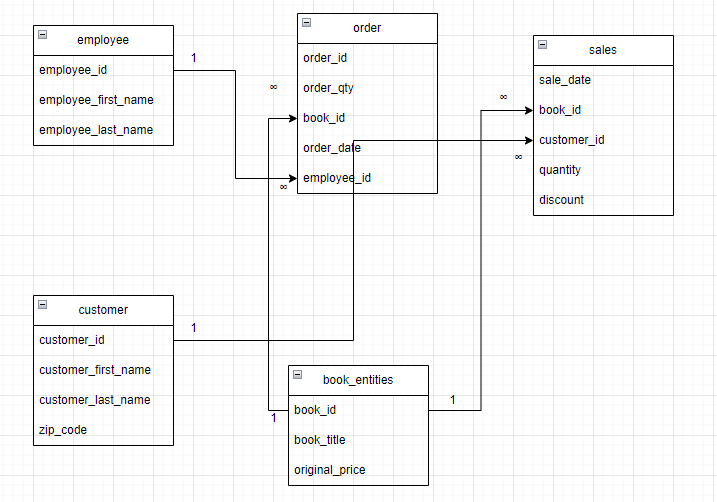 employee
employee_id
employee_first_name
employee_last_name
1
order
order_id
order_qty
book_id
order_date
employee_id
∞
∞
sales
sale_date
book_id
customer_id
quantity
discount
∞
∞
customer
customer_id
customer_first_name
customer_last_name
zip_code
1
book_entities
book_id
book_title
original_price
1
1